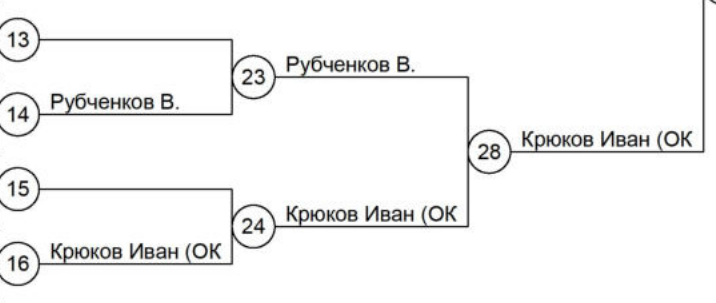 13
23 Рубченков В.
14 Рубченков В.
28 Крюков Иван (ОК
15
24 Крюков Иван (ОК
16 Крюков Иван (ОК